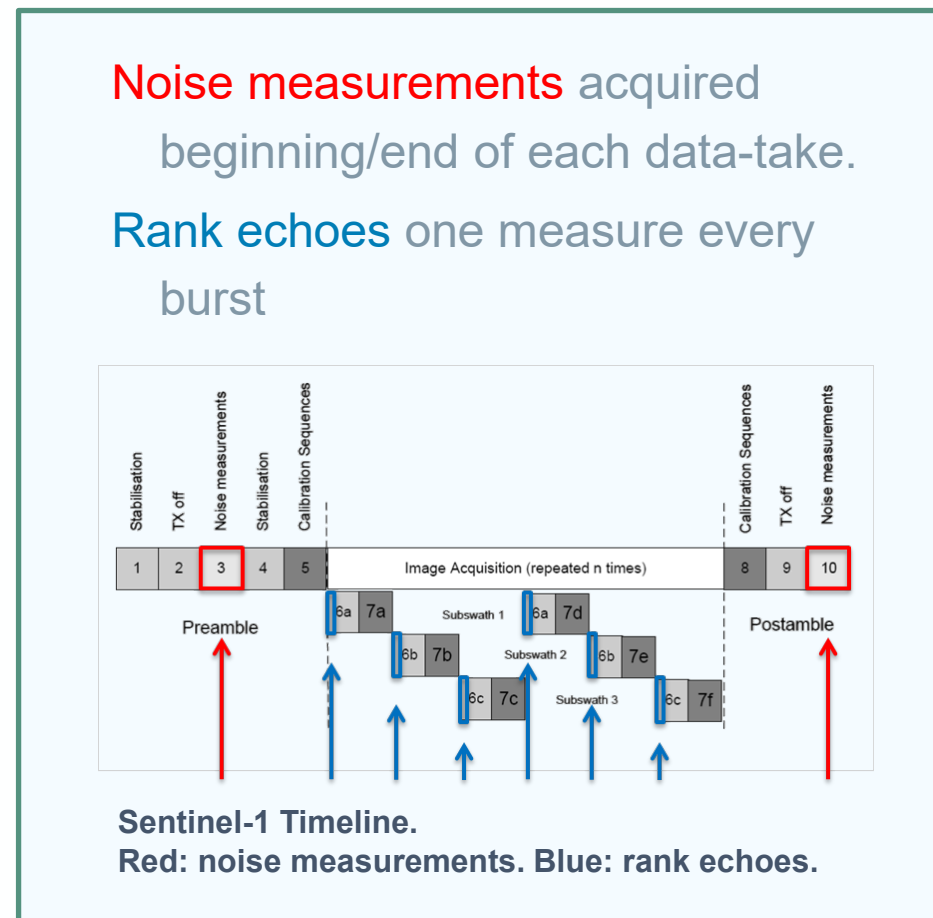 Noise measurements acquired
beginning/end of each data-take.
Rank echoes one measure every
burst
Stabilisation
TX off
Noise measurements
Stabilisation
Calibration Sequences
Calibration Sequences
TX off
Noise measurements
1 2 3 4 5 Image Acquisition (repeated n times) 8 9 10
6a 7a Subswath 1 6a 7d
Preamble Postamble
6b 7b Subswath 2 6b 7e
6c 7c Subswath 3 6c 7f
Sentinel-1 Timeline.
Red: noise measurements. Blue: rank echoes.